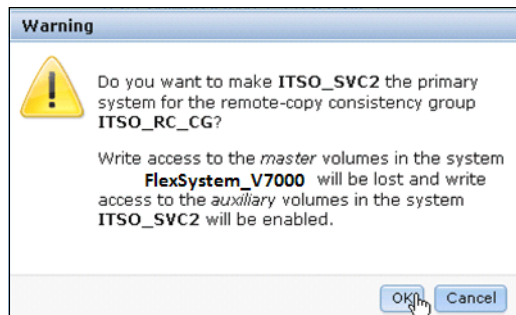 Warning
Do you want to make ITSO_SVC2 the primary
system for the remote-copy consistency group
ITSO_RC_CG?
Write access to the master volumes in the system
FlexSystem_V7000 will be lost and write
access to the auxiliary volumes in the system
ITSO_SVC2 will be enabled.
OK Cancel